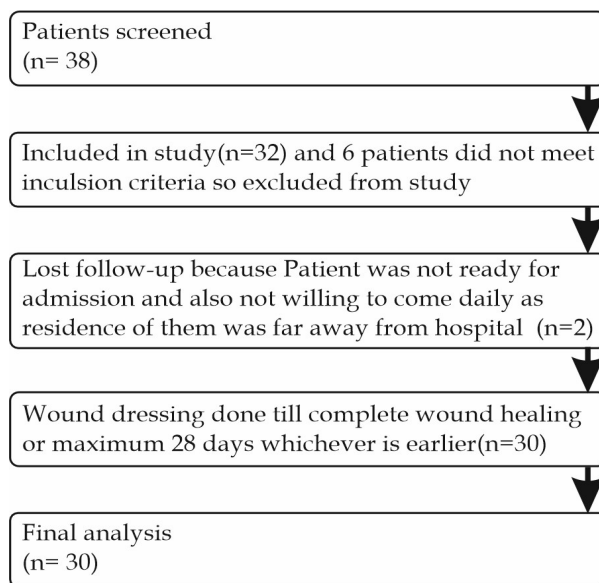 Patients screened
(n= 38)
Included in study(n=32) and 6 patients did not meet
inculsion criteria so excluded from study
Lost follow-up because Patient was not ready for
admission and also not willing to come daily as
residence of them was far away from hospital (n=2)
Wound dressing done till complete wound healing
or maximum 28 days whichever is earlier(n=30)
Final analysis
(n= 30)